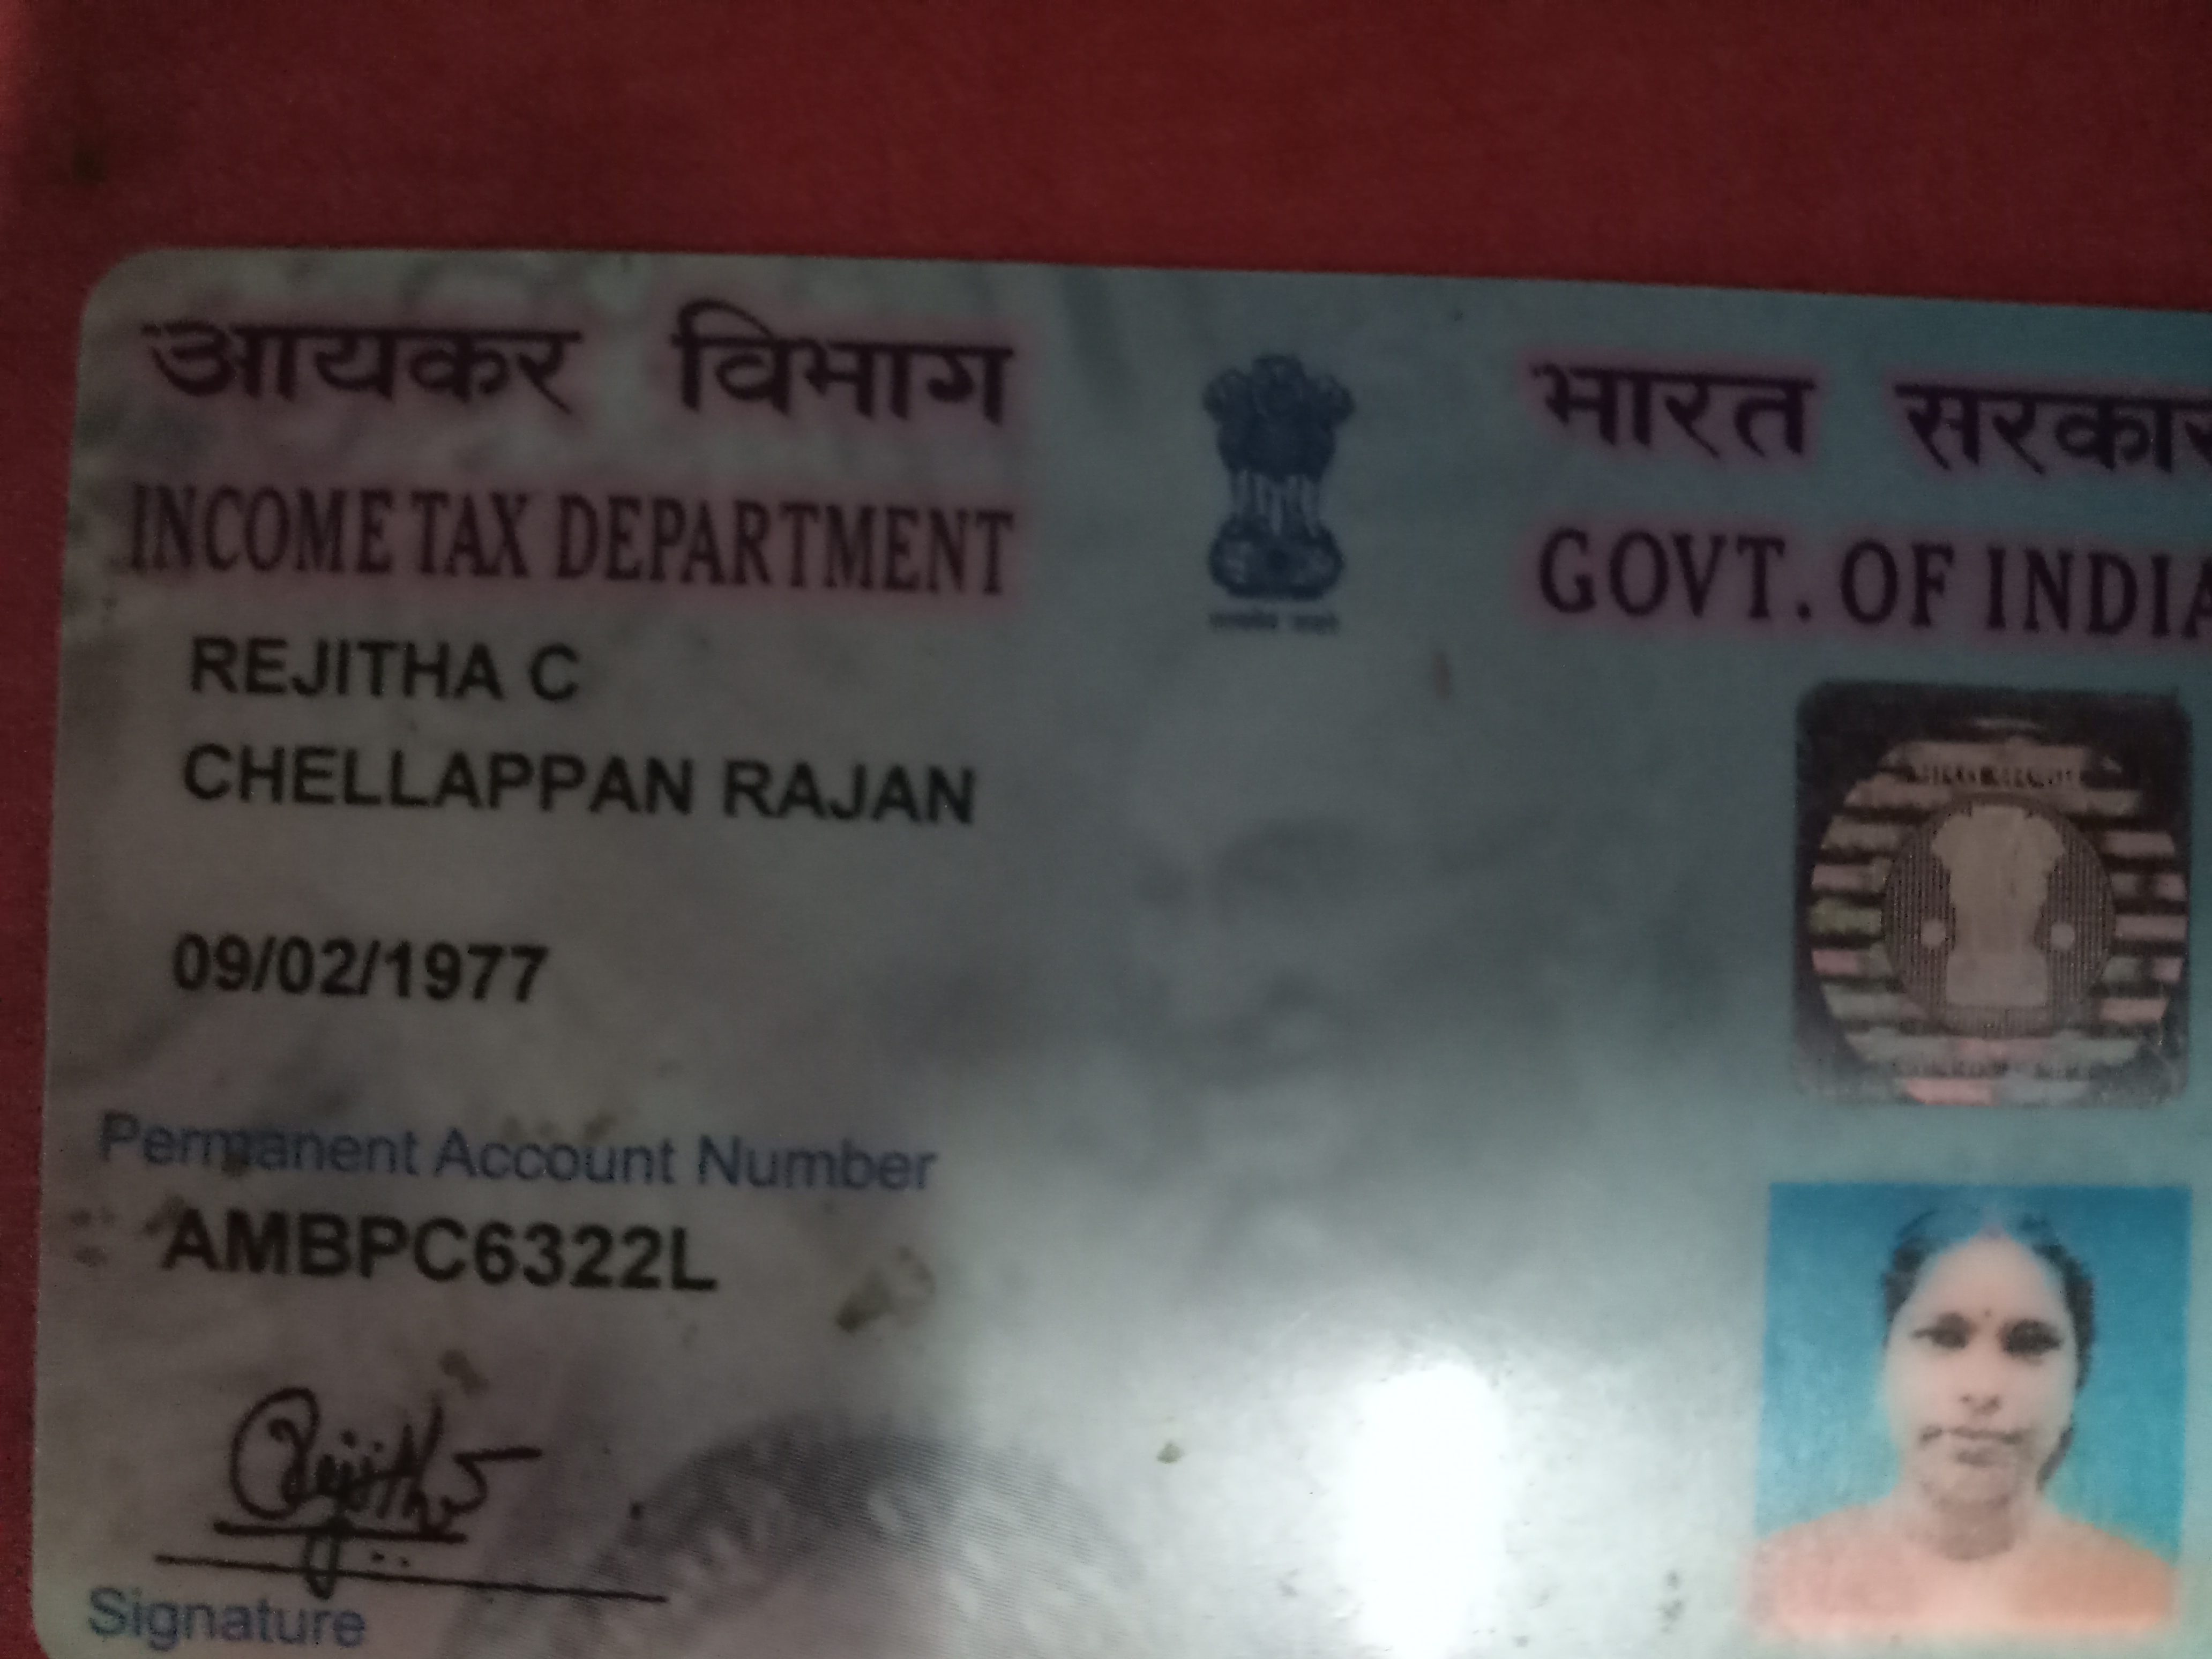 आयकर विभाग
INCOME TAX DEPARTMENT
भारत सरकार
GOVT. OF INDIA
REJITHA C
CHELLAPPAN RAJAN
09/02/1977
Permanent Account Number
AMBPC6322L
Signature